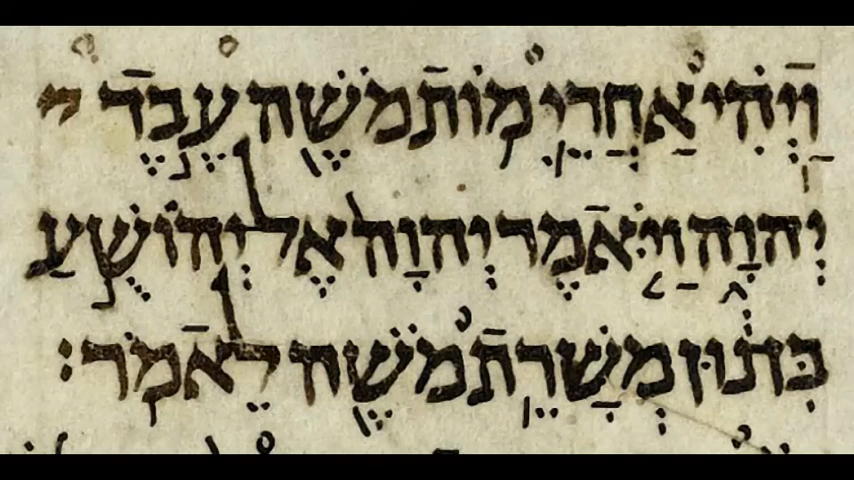 וַיְהִי אַחֲרֵי מוֹת מֹשֶׁה עֶבֶד י
יְהוָה וַיֹּאמֶר יְהוָה אֶל יְהוֹשֻׁעַ
בִּן נוּן מְשָׁרֵת מֹשֶׁה לֵאמֹר׃